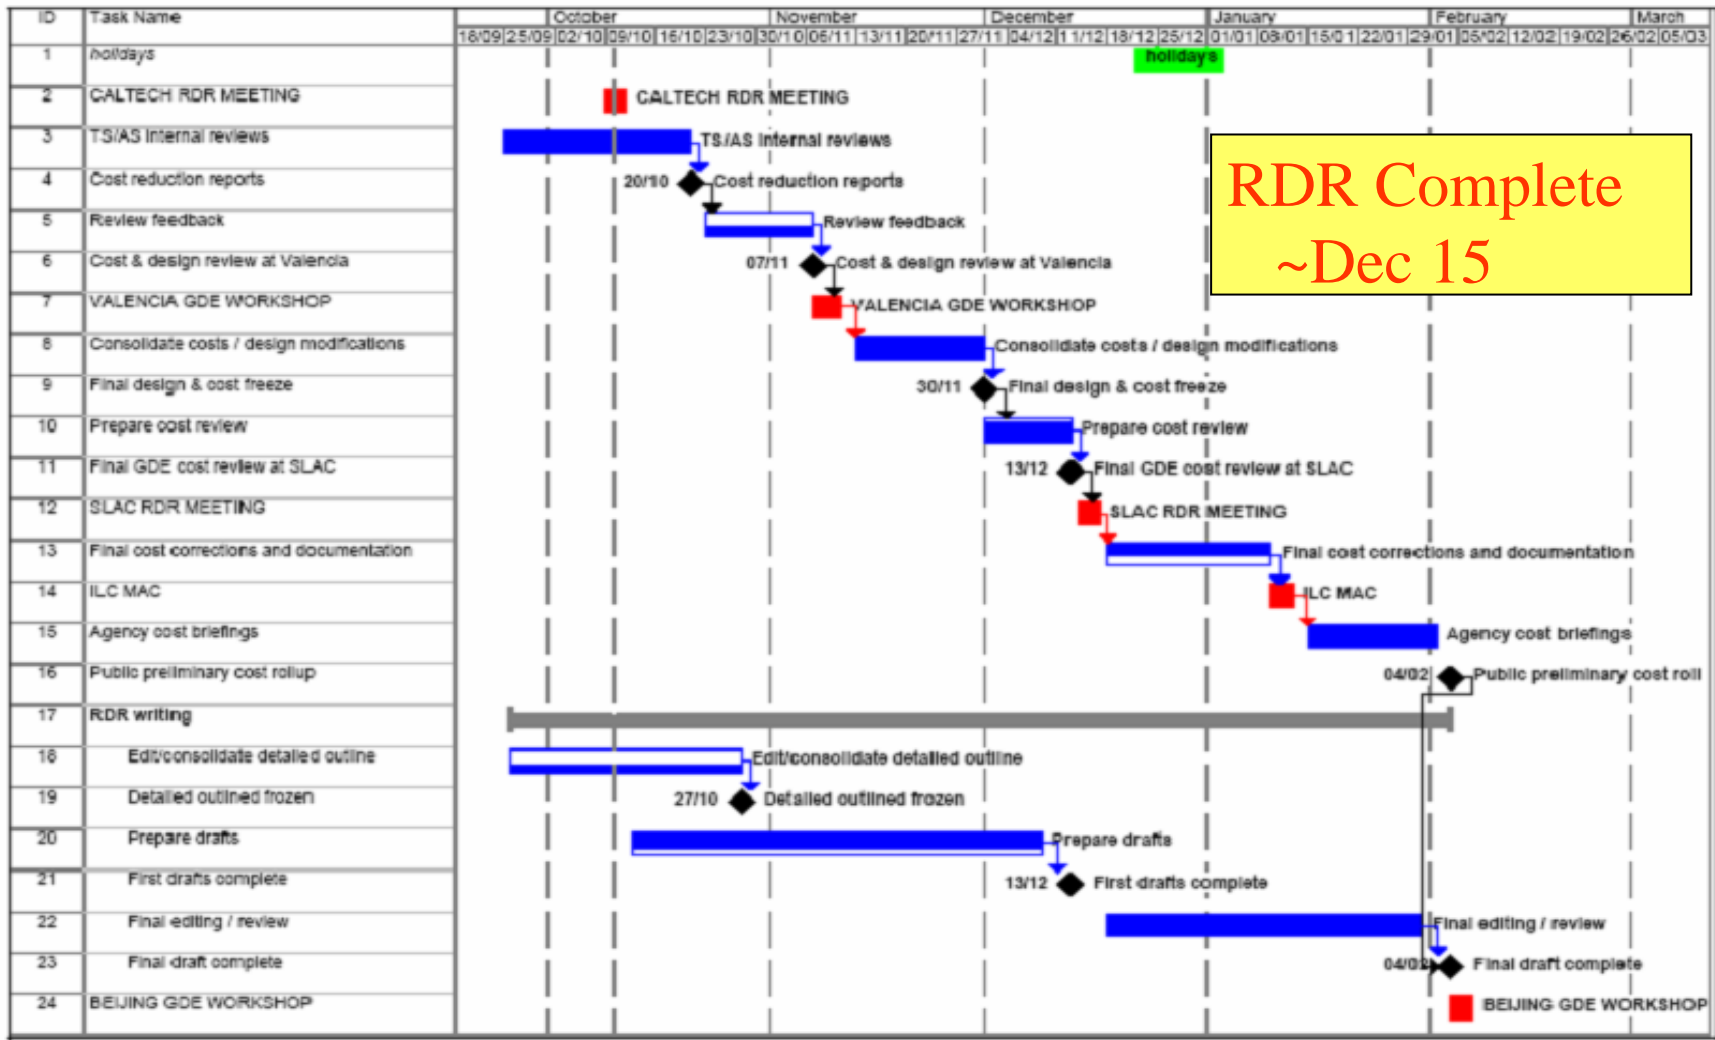 ID Task Name October November December January February March
18/09 25/09 02/10 09/10 16/10 23/10 30/10 06/11 13/11 20/11 27/11 04/12 11/12 18/12 25/12 01/01 08/01 15/01 22/01 29/01 05/02 12/02 19/02 26/02 05/03
1 holidays holidays
2 CALTECH RDR MEETING CALTECH RDR MEETING
3 TS/AS internal reviews TS/AS internal reviews
RDR Complete
~Dec 15
4 Cost reduction reports 20/10 Cost reduction reports
5 Review feedback Review feedback
6 Cost & design review at Valencia 07/11 Cost & design review at Valencia
7 VALENCIA GDE WORKSHOP VALENCIA GDE WORKSHOP
8 Consolidate costs / design modifications Consolidate costs / design modifications
9 Final design & cost freeze 30/11 Final design & cost freeze
10 Prepare cost review Prepare cost review
11 Final GDE cost review at SLAC 13/12 Final GDE cost review at SLAC
12 SLAC RDR MEETING SLAC RDR MEETING
13 Final cost corrections and documentation Final cost corrections and documentation
14 ILC MAC ILC MAC
15 Agency cost briefings Agency cost briefings
16 Public preliminary cost rollup 04/02 Public preliminary cost roll
17 RDR writing
18 Edit/consolidate detailed outline Edit/consolidate detailed outline
19 Detailed outlined frozen 27/10 Detailed outlined frozen
20 Prepare drafts Prepare drafts
21 First drafts complete 13/12 First drafts complete
22 Final editing / review Final editing / review
23 Final draft complete 04/02 Final draft complete
24 BEIJING GDE WORKSHOP BEIJING GDE WORKSHOP